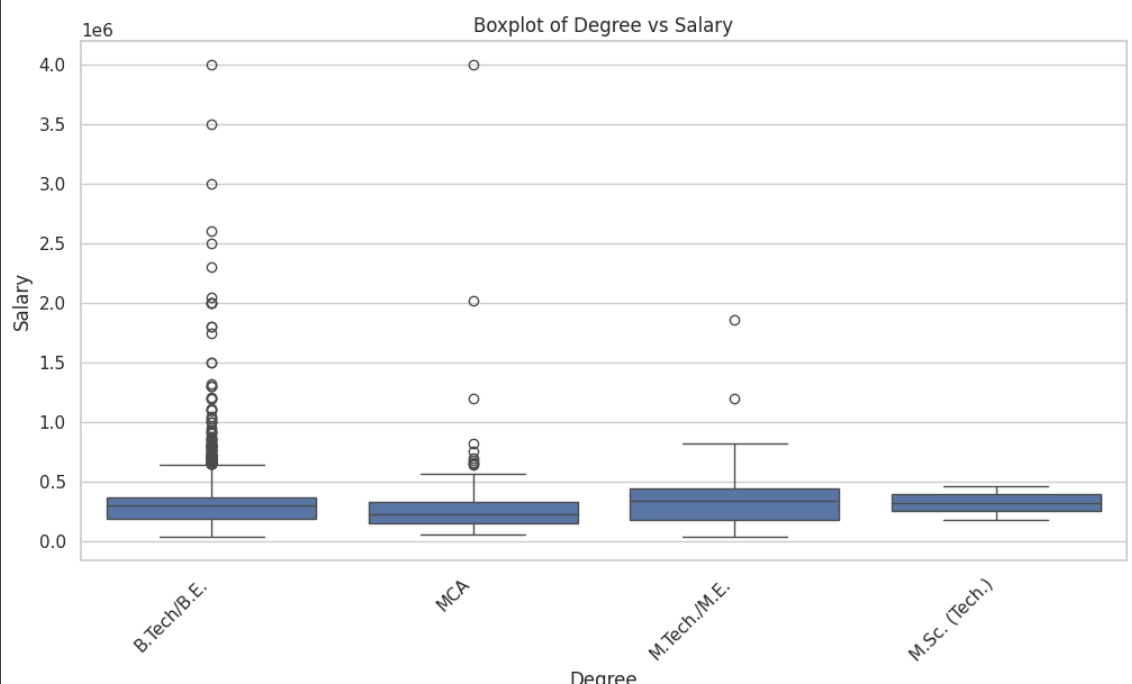 Boxplot of Degree vs Salary
1e6
4.0
3.5
3.0
2.5
2.0
1.5
1.0
0.5
0.0
Salary
B.Tech/B.E.
MCA
M.Tech./M.E.
M.Sc. (Tech.)
Degree